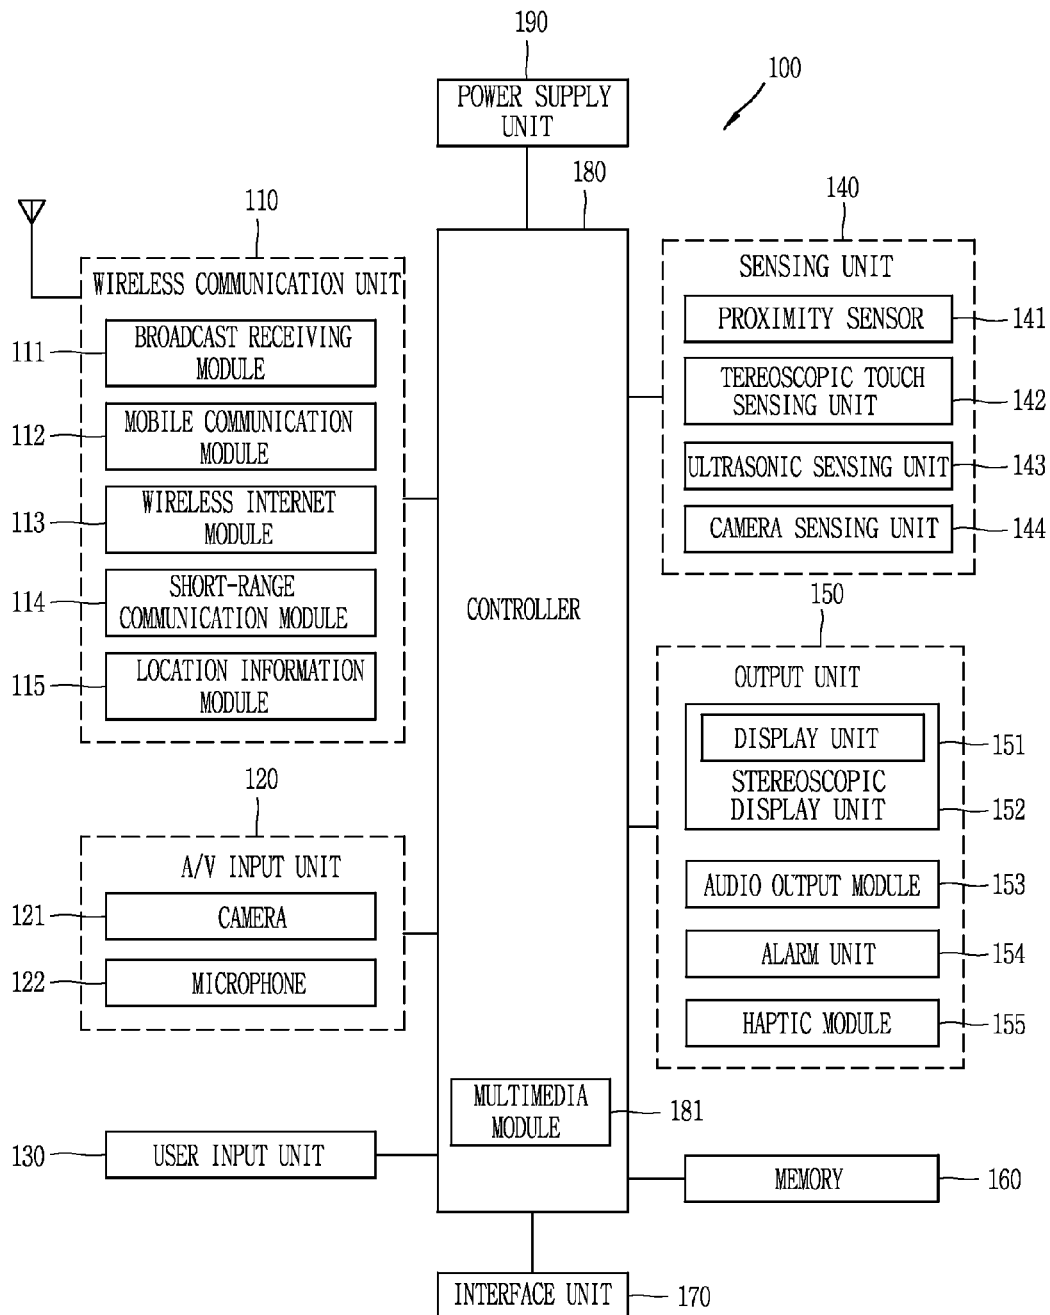 190
POWER SUPPLY
UNIT
100
180
110
WIRELESS COMMUNICATION UNIT
111
BROADCAST RECEIVING
MODULE
112
MOBILE COMMUNICATION
MODULE
113
WIRELESS INTERNET
MODULE
114
SHORT-RANGE
COMMUNICATION MODULE
115
LOCATION INFORMATION
MODULE
120
A/V INPUT UNIT
121
CAMERA
122
MICROPHONE
130
USER INPUT UNIT
CONTROLLER
MULTIMEDIA
MODULE
181
140
SENSING UNIT
PROXIMITY SENSOR
141
TEREOSCOPIC TOUCH
SENSING UNIT
142
ULTRASONIC SENSING UNIT
143
CAMERA SENSING UNIT
144
150
OUTPUT UNIT
DISPLAY UNIT
151
STEREOSCOPIC
DISPLAY UNIT
152
AUDIO OUTPUT MODULE
153
ALARM UNIT
154
HAPTIC MODULE
155
MEMORY
160
INTERFACE UNIT
170